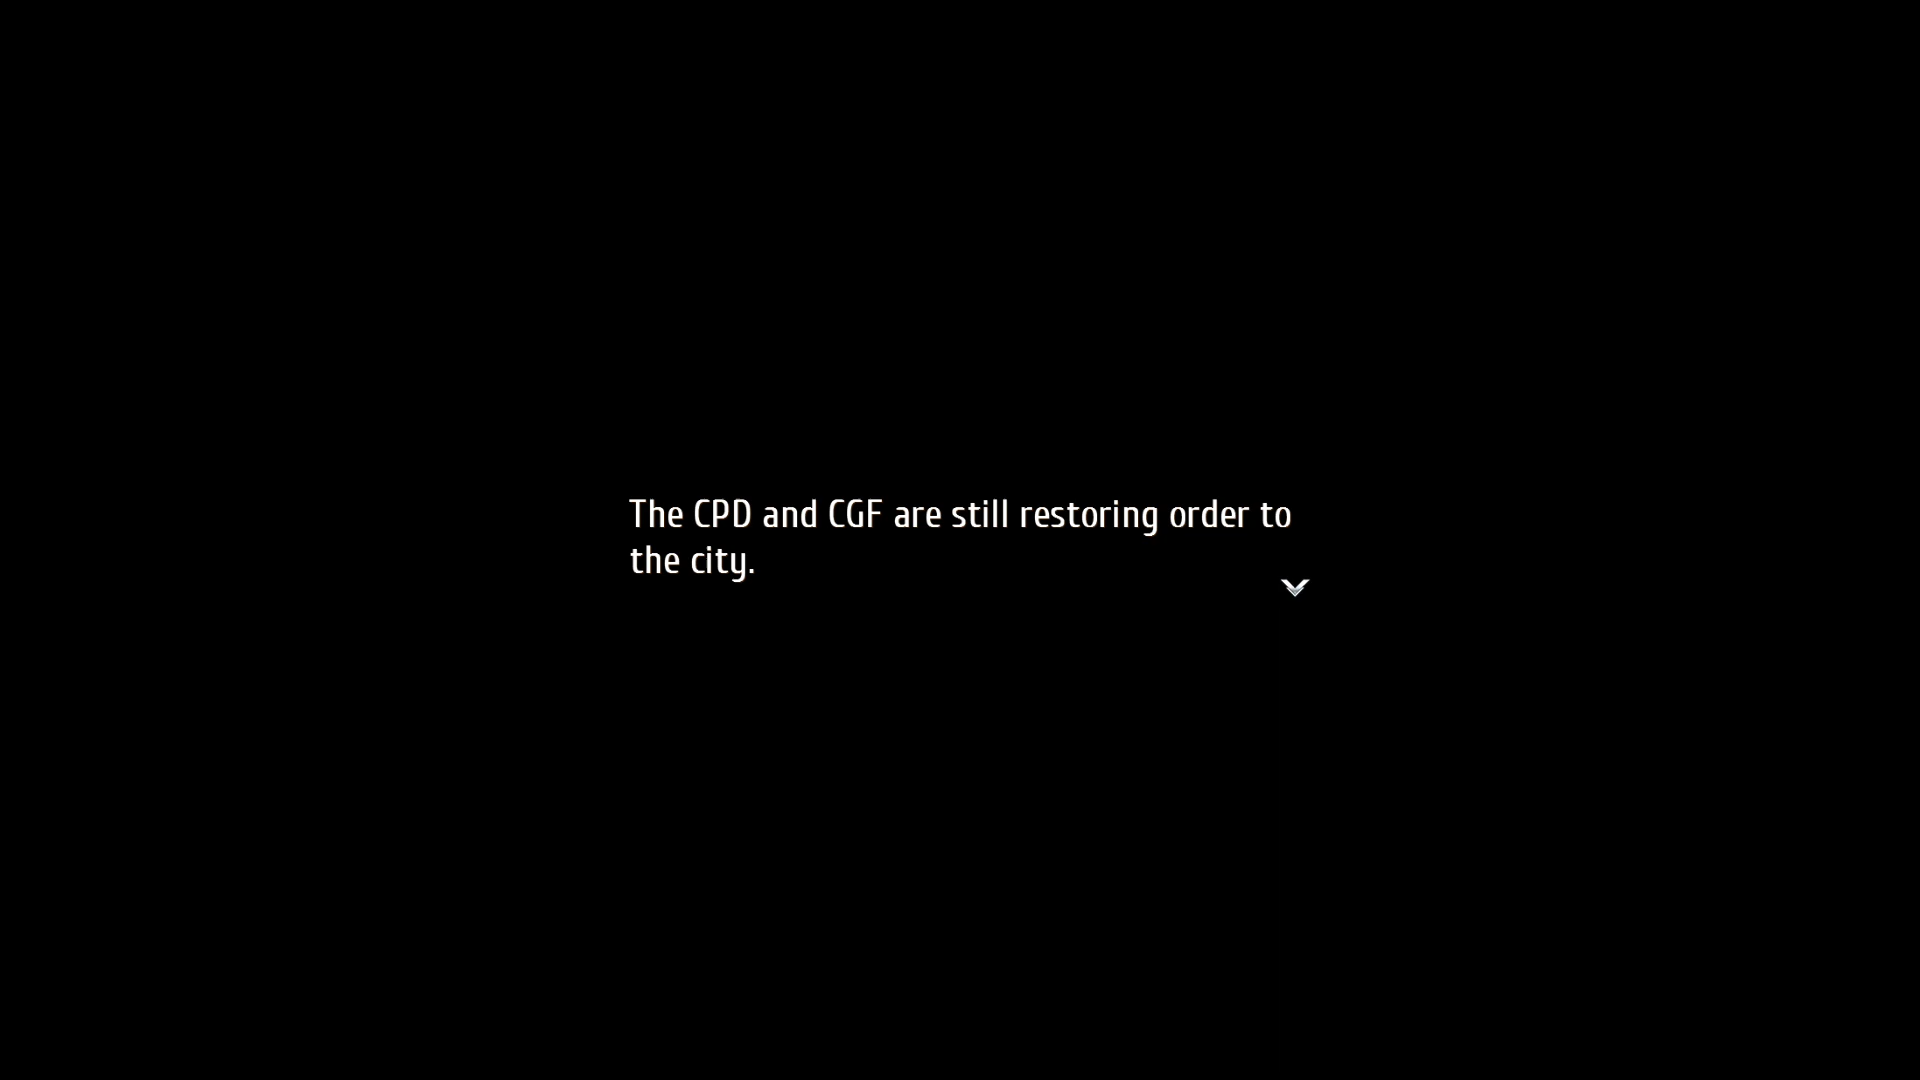 The CPD and CGF are still restoring order to
the city.